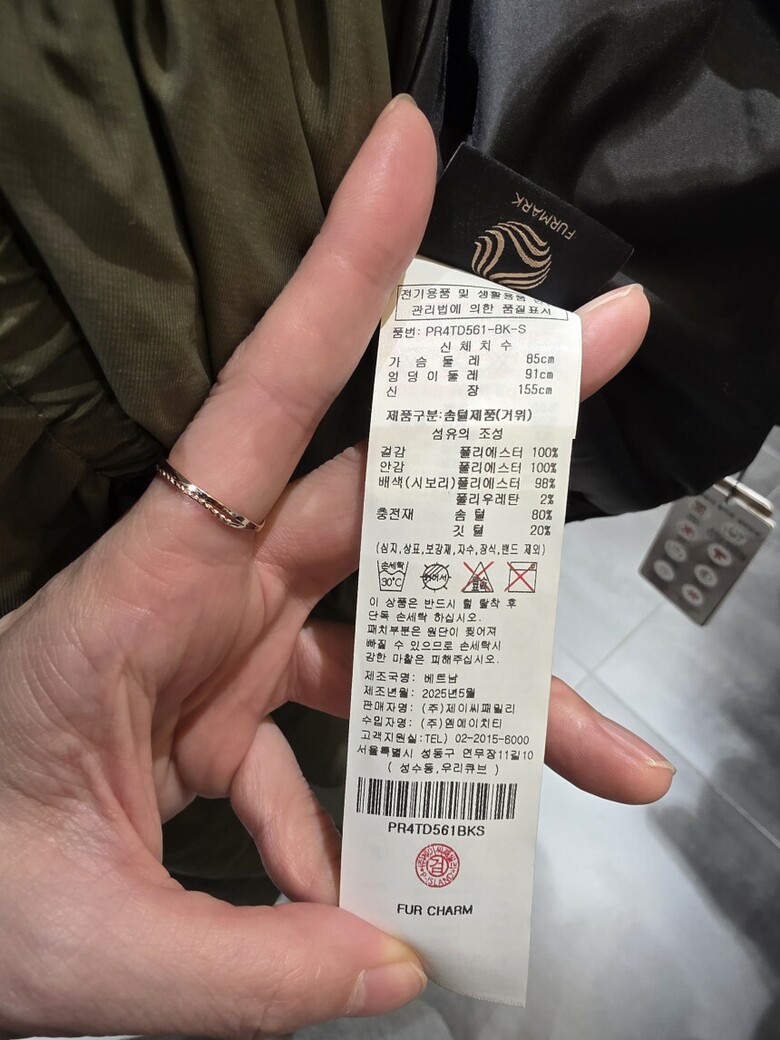 FURMARK
전기용품 및 생활용품
관리법에 의한 품질표시
품번: PR4TD561-BK-S
신체치수
가슴둘레 85cm
엉덩이둘레 91cm
신장 155cm
제품구분:솜털제품(거위)
섬유의 조성
겉감 폴리에스터 100%
안감 폴리에스터 100%
배색(시보리)폴리에스터 98%
폴리우레탄 2%
충전재 솜털 80%
깃털 20%
(심지,상표,보강재,자수,장식,밴드 제외)
손세탁
30°C
이 상품은 반드시 휠 탈착 후
단독 손세탁 하십시오.
패치부분은 원단이 찢어져
빠질 수 있으므로 손세탁시
강한 마찰은 피해주십시오.
제조국명: 베트남
제조년월: 2025년5월
판매자명: (주)제이씨패밀리
수입자명: (주)엠에이치티
고객지원실:TEL) 02-2015-8000
서울특별시 성동구 연무장11길10
( 성수동,우리큐브 )
PR4TD561BKS
검
FUR CHARM